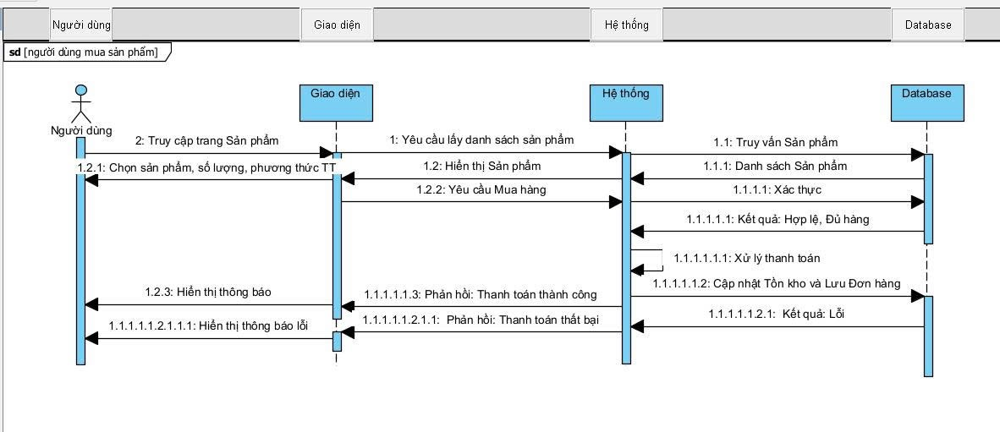 Người dùng
Giao diện
Hệ thống
Database
sd [người dùng mua sản phẩm]
Giao diện
Hệ thống
Database
Người dùng
2: Truy cập trang Sản phẩm
1: Yêu cầu lấy danh sách sản phẩm
1.1: Truy vấn Sản phẩm
1.2.1: Chọn sản phẩm, số lượng, phương thức TT
1.2: Hiển thị Sản phẩm
1.1.1: Danh sách Sản phẩm
1.2.2: Yêu cầu Mua hàng
1.1.1.1: Xác thực
1.1.1.1.1: Kết quả: Hợp lệ, Đủ hàng
1.1.1.1.1.1: Xử lý thanh toán
1.1.1.1.1.2: Cập nhật Tồn kho và Lưu Đơn hàng
1.2.3: Hiển thị thông báo
1.1.1.1.1.3: Phản hồi: Thanh toán thành công
1.1.1.1.1.2.1: Kết quả: Lỗi
1.1.1.1.1.2.1.1.1: Hiển thị thông báo lỗi
1.1.1.1.1.2.1.1: Phản hồi: Thanh toán thất bại